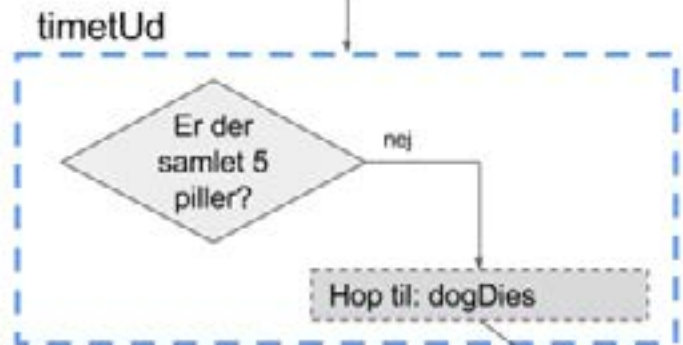 timetUd
Er der
samlet 5
piller?
nej
Hop til: dogDies